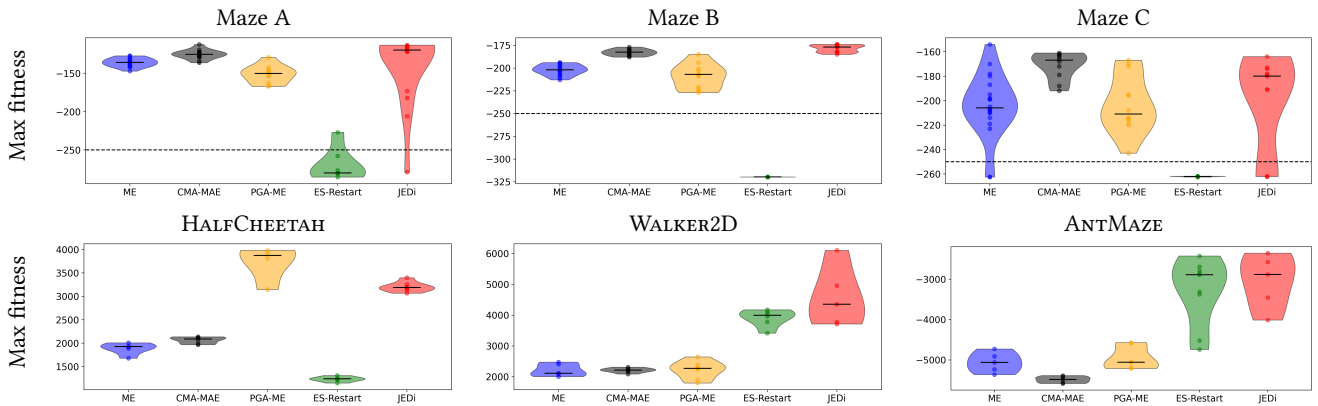 Maze A
Maze B
Maze C
Max fitness
−150
−200
−250
ME
CMA-MAE
PGA-ME
ES-Restart
JEDi
−175
−200
−225
−250
−275
−300
−325
ME
CMA-MAE
PGA-ME
ES-Restart
JEDi
−160
−180
−200
−220
−240
−260
ME
CMA-MAE
PGA-ME
ES-Restart
JEDi
HALFCHEETAH
WALKER2D
ANTMAZE
Max fitness
4000
3500
3000
2500
2000
1500
ME
CMA-MAE
PGA-ME
ES-Restart
JEDi
6000
5000
4000
3000
2000
ME
CMA-MAE
PGA-ME
ES-Restart
JEDi
−3000
−4000
−5000
ME
CMA-MAE
PGA-ME
ES-Restart
JEDi